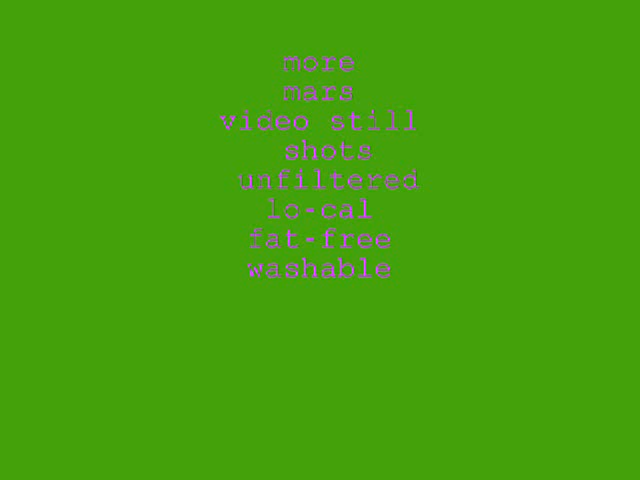 more
mars
video still
shots
unfiltered
lo-cal
fat-free
washable